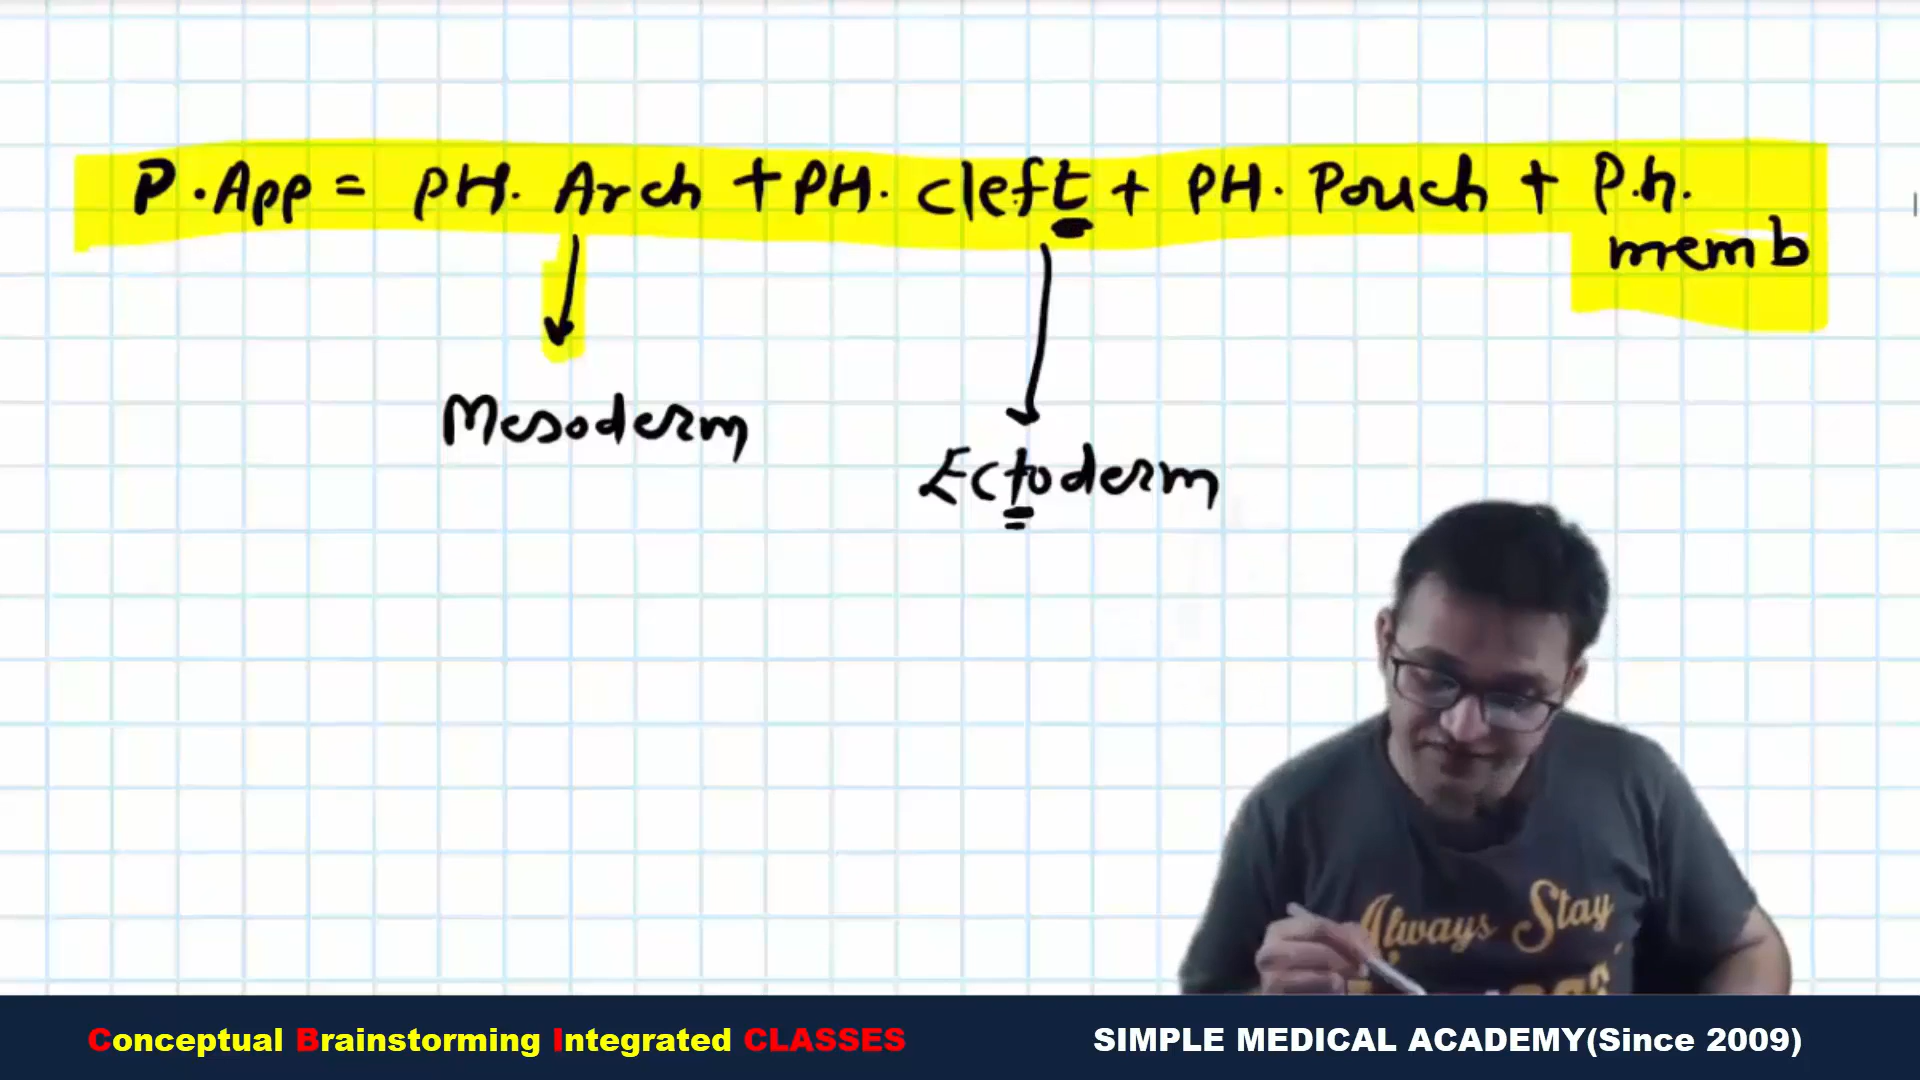 P. App = PH. Arch + PH. cleft + PH. Pouch + P.h.
memb
Mesoderm
Ectoderm
Always Stay
Conceptual Brainstorming Integrated CLASSES
SIMPLE MEDICAL ACADEMY(Since 2009)